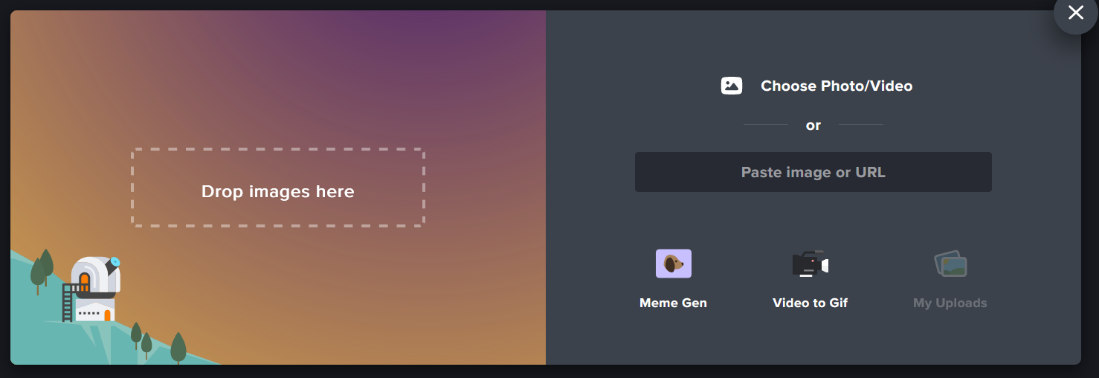 Drop images here
Choose Photo/Video
or
Paste image or URL
Meme Gen
Video to Gif
My Uploads